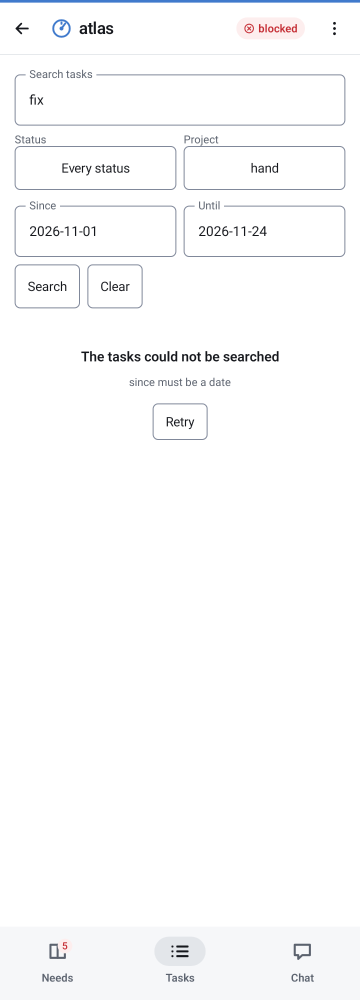 atlas
blocked
Search tasks
fix
Status
Project
Every status
hand
Since
Until
2026-11-01
2026-11-24
Search
Clear
The tasks could not be searched
since must be a date
Retry
5
Needs
Tasks
Chat